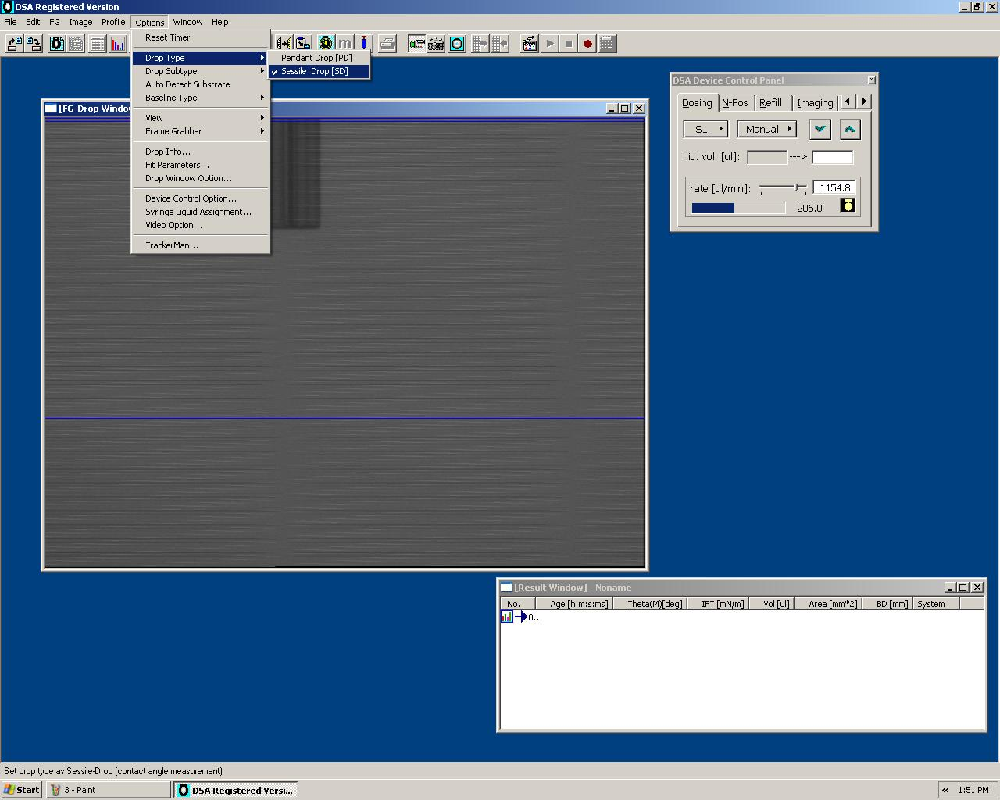 DSA Registered Version
File Edit FG Image Profile Options Window Help
Reset Timer
Drop Type
Drop Subtype
Auto Detect Substrate
Baseline Type
View
Frame Grabber
Drop Info...
Fit Parameters...
Drop Window Option...
Device Control Option...
Syringe Liquid Assignment...
Video Option...
TrackerMan...
Pendant Drop [PD]
Sessile Drop [SD]
m
[FG-Drop Window
DSA Device Control Panel
Dosing N-Pos Refill Imaging
S1 Manual
liq. vol. [ul]: --->
rate [ul/min]: 1154.8
206.0
[Result Window] - Noname
No. Age [h:m:s:ms] Theta(M)[deg] IFT [mN/m] Vol [ul] Area [mm*2] BD [mm] System
0...
Set drop type as Sessile-Drop (contact angle measurement)
Start 3 - Paint DSA Registered Versi... « 1:51 PM